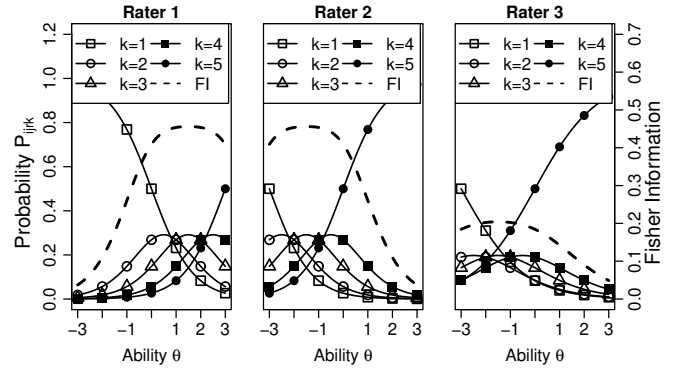 Rater 1 Rater 2 Rater 3
k=1 k=4 k=1 k=4 k=1 k=4
k=2 k=5 k=2 k=5 k=2 k=5
k=3 FI k=3 FI k=3 FI
Probability P_ijrk
0.0 0.2 0.4 0.6 0.8 1.0 1.2
Fisher Information
0.0 0.1 0.2 0.3 0.4 0.5 0.6 0.7
−3 −1 1 2 3 −3 −1 1 2 3 −3 −1 1 2 3
Ability θ Ability θ Ability θ